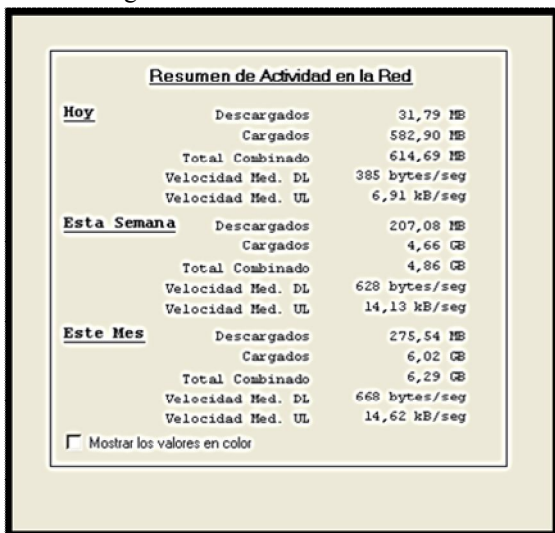 Resumen de Actividad en la Red
Hoy Descargados 31,79 MB
Cargados 582,90 MB
Total Combinado 614,69 MB
Velocidad Med. DL 385 bytes/seg
Velocidad Med. UL 6,91 kB/seg
Esta Semana Descargados 207,08 MB
Cargados 4,66 GB
Total Combinado 4,86 GB
Velocidad Med. DL 628 bytes/seg
Velocidad Med. UL 14,13 kB/seg
Este Mes Descargados 275,54 MB
Cargados 6,02 GB
Total Combinado 6,29 GB
Velocidad Med. DL 668 bytes/seg
Velocidad Med. UL 14,62 kB/seg
Mostrar los valores en color